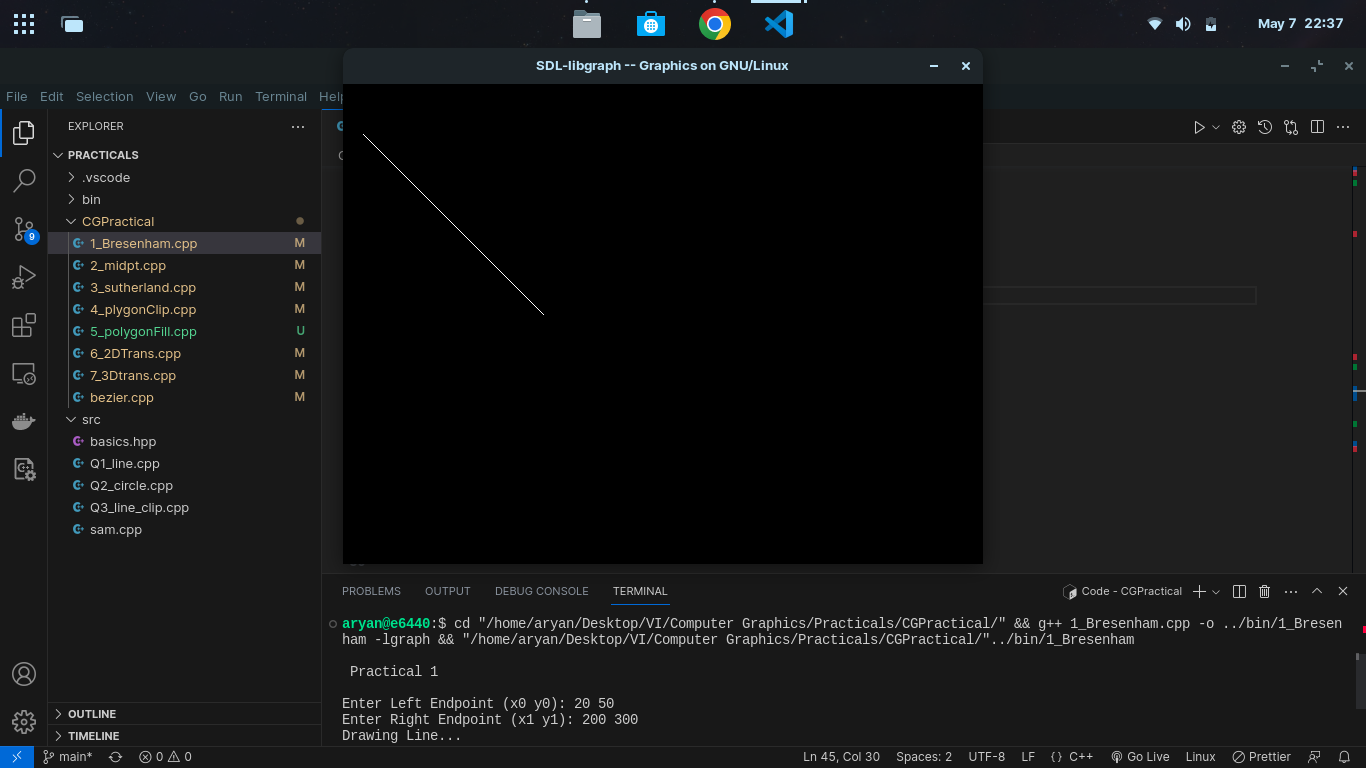 May 7 22:37
SDL-libgraph -- Graphics on GNU/Linux
File Edit Selection View Go Run Terminal Help
EXPLORER
PRACTICALS
.vscode
bin
CGPractical
1_Bresenham.cpp M
2_midpt.cpp M
3_sutherland.cpp M
4_plygonClip.cpp M
5_polygonFill.cpp U
6_2DTrans.cpp M
7_3Dtrans.cpp M
bezier.cpp M
src
basics.hpp
Q1_line.cpp
Q2_circle.cpp
Q3_line_clip.cpp
sam.cpp
9
OUTLINE
TIMELINE
PROBLEMS OUTPUT DEBUG CONSOLE TERMINAL
Code - CGPractical
aryan@e6440:$ cd "/home/aryan/Desktop/VI/Computer Graphics/Practicals/CGPractical/" && g++ 1_Bresenham.cpp -o ../bin/1_Bresen
ham -lgraph && "/home/aryan/Desktop/VI/Computer Graphics/Practicals/CGPractical/"../bin/1_Bresenham
Practical 1
Enter Left Endpoint (x0 y0): 20 50
Enter Right Endpoint (x1 y1): 200 300
Drawing Line...
main* 0 0 Ln 45, Col 30 Spaces: 2 UTF-8 LF {} C++ Go Live Linux Prettier